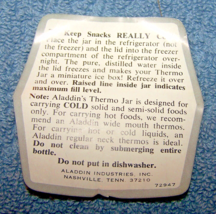 Keep Snacks REALLY
Place the jar in the refrigerator (not
the freezer) and the lid into the freezer
compartment of the refrigerator over-
night. The pure, distilled water inside
the lid freezes and makes your Thermo
Jar a miniature ice box! Refreeze it over
and over. Raised line inside jar indicates
maximum fill level.
Note: Aladdin's Thermo Jar is designed for
carrying COLD solid and semi-solid foods
only. For carrying hot foods, we recom-
mend an Aladdin wide mouth thermos.
For carrying hot or cold liquids, an
Aladdin regular neck thermos is ideal.
Do not clean by submerging entire
bottle.
Do not put in dishwasher.
ALADDIN INDUSTRIES INC.
NASHVILLE, TENN 37210
72947